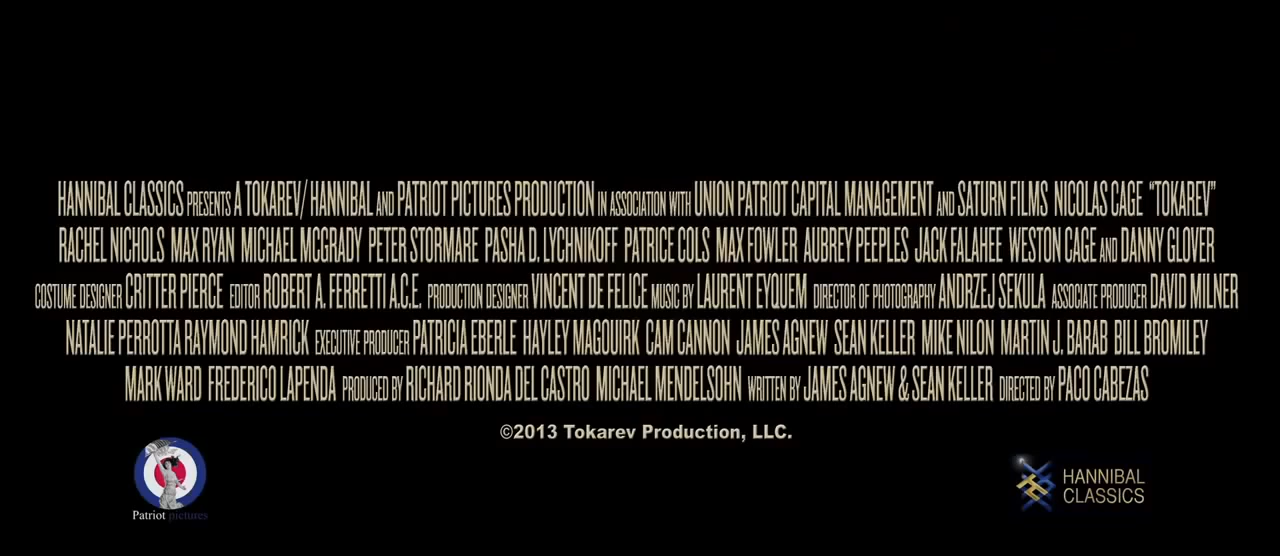 HANNIBAL CLASSICS PRESENTS A TOKAREV/ HANNIBAL AND PATRIOT PICTURES PRODUCTION IN ASSOCIATION WITH UNION PATRIOT CAPITAL MANAGEMENT AND SATURN FILMS NICOLAS CAGE "TOKAREV"
RACHEL NICHOLS MAX RYAN MICHAEL MCGRADY PETER STORMARE PASHA D. LYCHNIKOFF PATRICE COLS MAX FOWLER AUBREY PEEPLES JACK FALAHEE WESTON CAGE AND DANNY GLOVER
COSTUME DESIGNER CRITTER PIERCE EDITOR ROBERT A. FERRETTI A.C.E. PRODUCTION DESIGNER VINCENT DE FELICE MUSIC BY LAURENT EYQUEM DIRECTOR OF PHOTOGRAPHY ANDRZEJ SEKULA ASSOCIATE PRODUCER DAVID MILNER
NATALIE PERROTTA RAYMOND HAMRICK EXECUTIVE PRODUCER PATRICIA EBERLE HAYLEY MAGOUIRK CAM CANNON JAMES AGNEW SEAN KELLER MIKE NILON MARTIN J. BARAB BILL BROMILEY
MARK WARD FREDERICO LAPENDA PRODUCED BY RICHARD RIONDA DEL CASTRO MICHAEL MENDELSOHN WRITTEN BY JAMES AGNEW & SEAN KELLER DIRECTED BY PACO CABEZAS
©2013 Tokarev Production, LLC.
Patriot pictures
HANNIBAL
CLASSICS